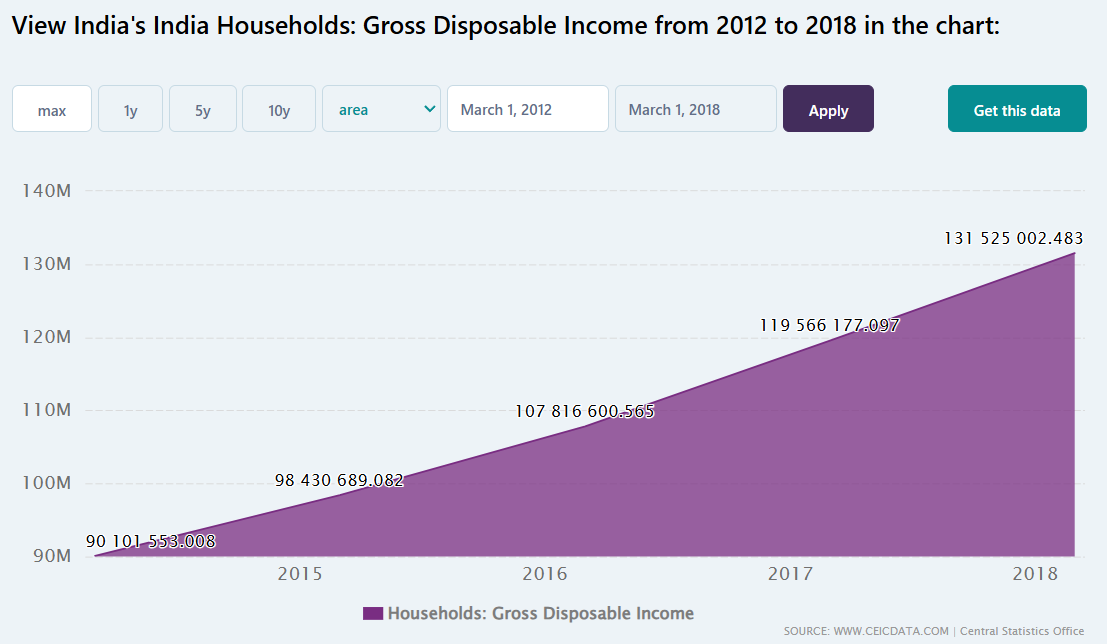 View India's India Households: Gross Disposable Income from 2012 to 2018 in the chart:
max 1y 5y 10y area March 1, 2012 March 1, 2018 Apply Get this data
140M
131 525 002.483
130M
120M
119 566 177.097
110M
107 816 600.565
100M
98 430 689.082
90 101 553.008
90M
2015 2016 2017 2018
Households: Gross Disposable Income
SOURCE: WWW.CEICDATA.COM | Central Statistics Office